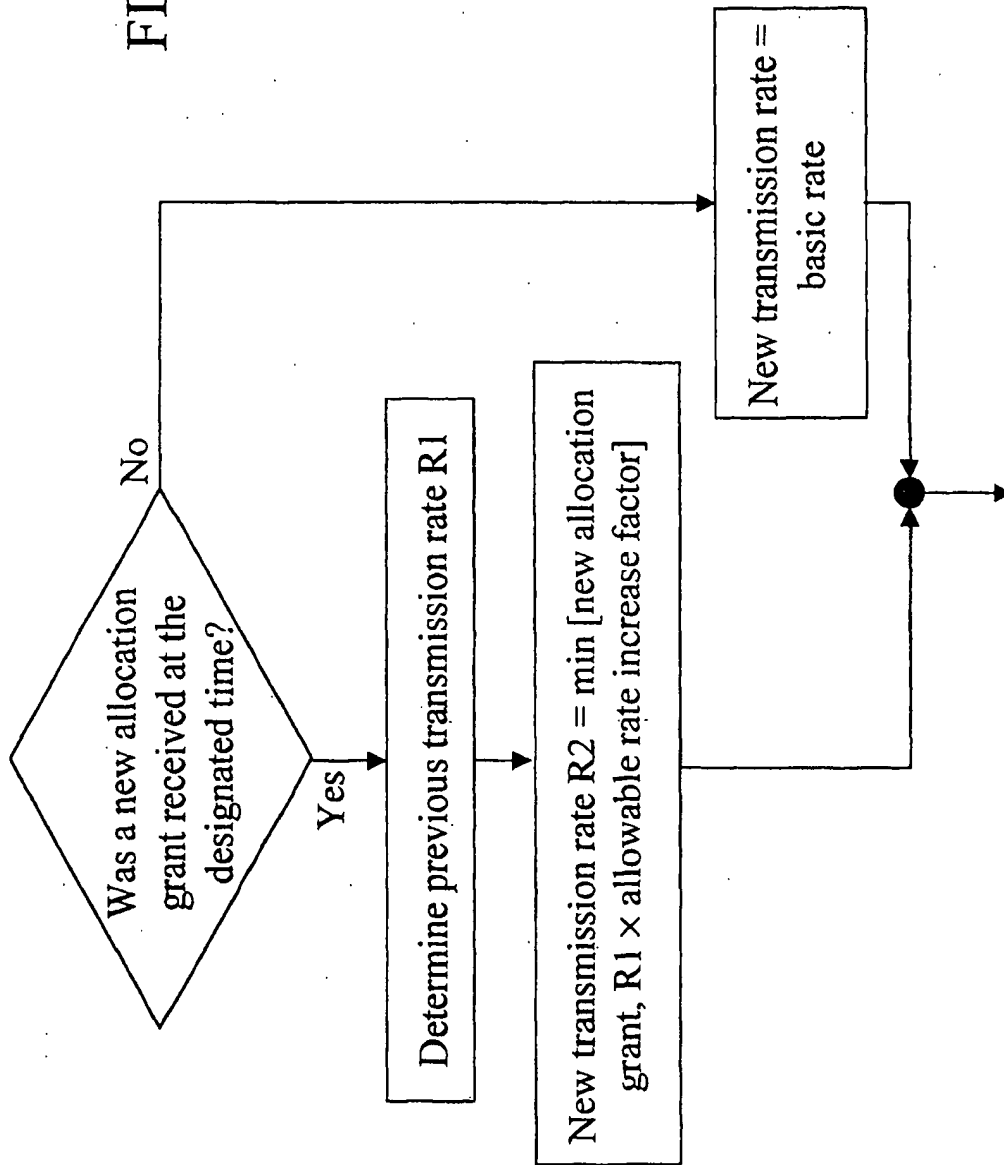 FI
Was a new allocation
grant received at the
designated time?
No
Yes
Determine previous transmission rate R1
New transmission rate R2 = min [new allocation
grant, R1 × allowable rate increase factor]
New transmission rate =
basic rate